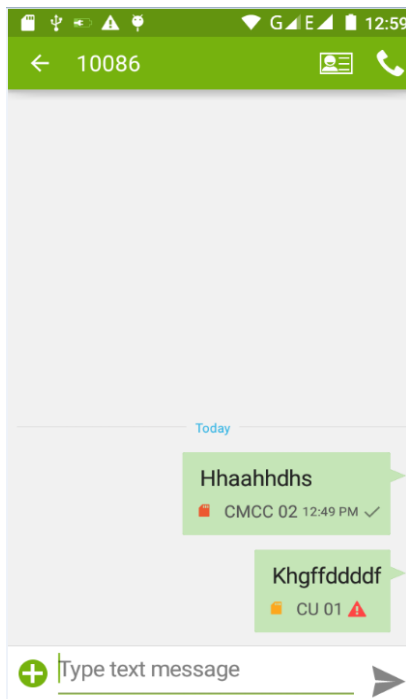 G E 12:59
10086
Today
Hhaahhdhs
CMCC 02 12:49 PM
Khgffddddf
CU 01
Type text message